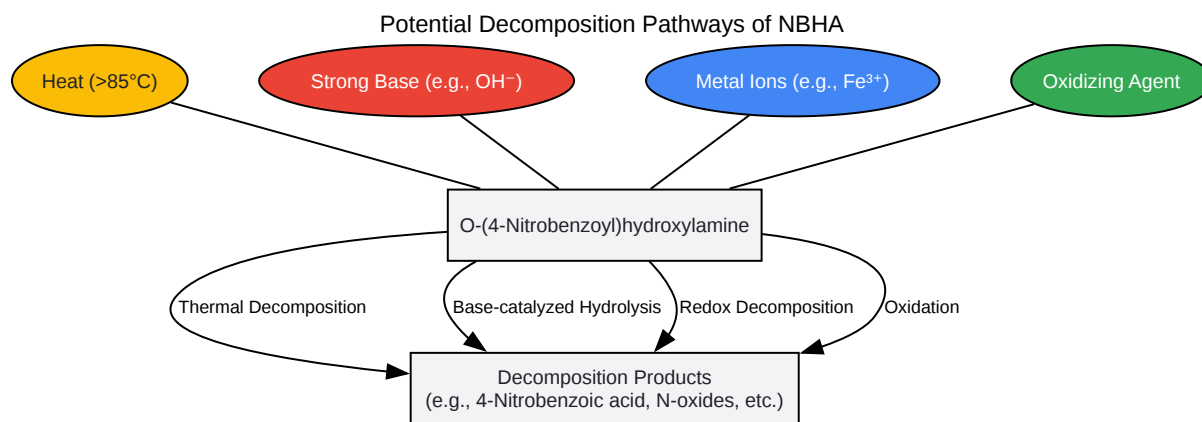 Potential Decomposition Pathways of NBHA
Heat (>85°C)
Strong Base (e.g., OH⁻)
Metal Ions (e.g., Fe³⁺)
Oxidizing Agent
O-(4-Nitrobenzoyl)hydroxylamine
Thermal Decomposition
Base-catalyzed Hydrolysis
Redox Decomposition
Oxidation
Decomposition Products
(e.g., 4-Nitrobenzoic acid, N-oxides, etc.)